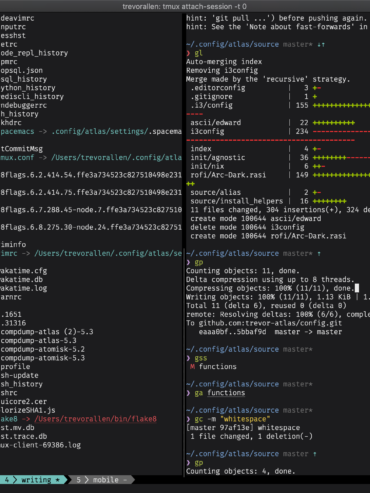 trevorallen: tmux attach-session -t 0
deavimrc
nputrc
esshst
etrc
ode_repl_history
pmrc
opsql.json
sql_history
ython_history
ediscli_history
ndebuggerrc
h_history
khdrc
pacemacs -> .config/atlas/settings/.spacema
tCommitMsg
mux.conf -> /Users/trevorallen/.config/atla
8flags.6.2.414.54.ffe3a734523c827510498e231
8flags.6.2.414.75.ffe3a734523c827510498e231
8flags.6.7.288.45-node.7.ffe3a734523c827510
8flags.6.8.275.30-node.24.ffe3a734523c82751
iminfo
imrc -> /Users/trevorallen/.config/atlas/se
akatime.cfg
akatime.db
akatime.log
arnrc
.1651
.31316
compdump-atlas (2)-5.3
compdump-atlas-5.3
compdump-atomisk-5.2
compdump-atomisk-5.3
profile
sh-update
sh_history
shrc
uicore2.cer
lorizeSHA1.js
ake8 -> /Users/trevorallen/bin/flake8
st.mv.db
st.trace.db
ux-client-69386.log
hint: 'git pull ...') before pushing again.
hint: See the 'Note about fast-forwards' in
~/.config/atlas/source master* ↓↑
❯ gl
Auto-merging index
Removing i3config
Merge made by the 'recursive' strategy.
.editorconfig | 3 +-
.gitignore | 1 +
.i3/config | 155 ++++++++++++++
----
ascii/edward | 22 ++++++++++
i3config | 234 --------------
--------------------------
index | 4 +-
init/agnostic | 36 ++++++++------
init/nix | 6 ++-
rofi/Arc-Dark.rasi | 149 ++++++++++++++
++
source/alias | 2 +-
source/install_helpers | 16 ++++++++
11 files changed, 304 insertions(+), 324 de
create mode 100644 ascii/edward
delete mode 100644 i3config
create mode 100644 rofi/Arc-Dark.rasi
~/.config/atlas/source master* ↑
❯ gp
Counting objects: 11, done.
Delta compression using up to 8 threads.
Compressing objects: 100% (11/11), done.
Writing objects: 100% (11/11), 1.13 KiB | 1.
Total 11 (delta 6), reused 0 (delta 0)
remote: Resolving deltas: 100% (6/6), comple
To github.com:trevor-atlas/config.git
eaaa0bf..5bbaf9d master -> master
~/.config/atlas/source master*
❯ gss
M functions
~/.config/atlas/source master*
❯ ga functions
~/.config/atlas/source master*
❯ gc -m "whitespace"
[master 97af13e] whitespace
1 file changed, 1 deletion(-)
~/.config/atlas/source master* ↑
❯ gp
Counting objects: 4, done.
4 writing + 5 mobile -